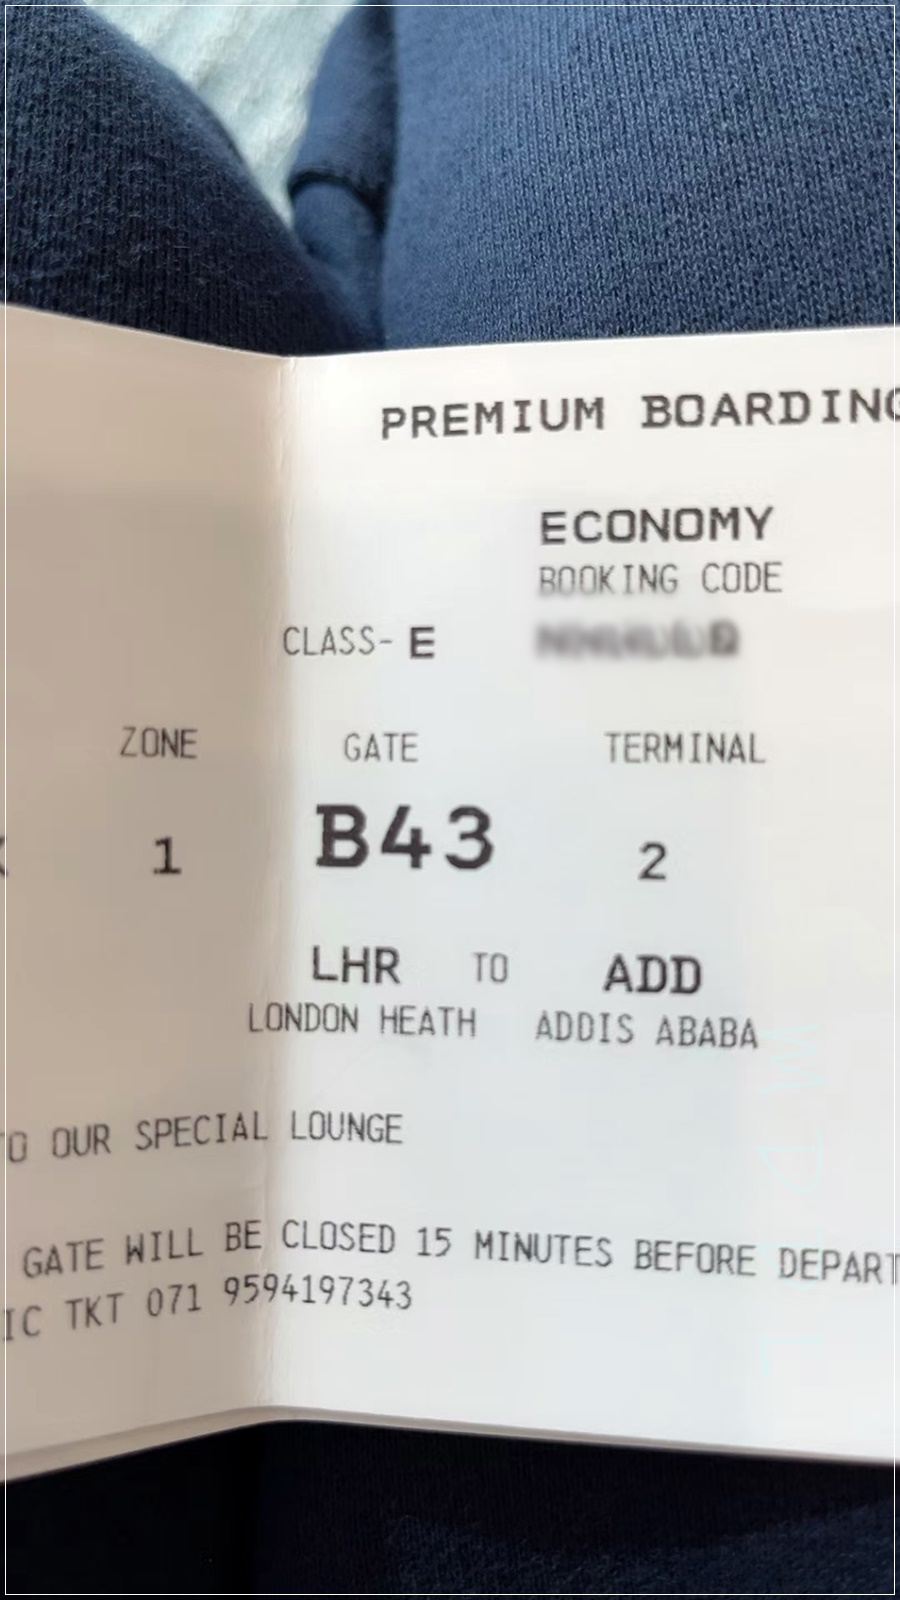 PREMIUM BOARDING
ECONOMY
BOOKING CODE
CLASS- E
ZONE GATE TERMINAL
1 B43 2
LHR TO ADD
LONDON HEATH ADDIS ABABA
OUR SPECIAL LOUNGE
GATE WILL BE CLOSED 15 MINUTES BEFORE DEPART
IC TKT 071 9594197343